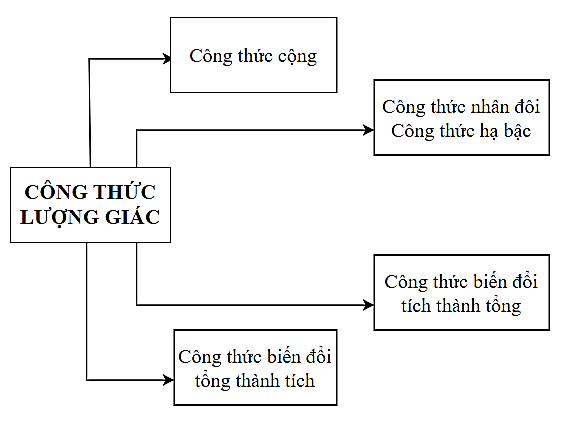 Công thức cộng
Công thức nhân đôi
Công thức hạ bậc
CÔNG THỨC
LƯỢNG GIÁC
Công thức biến đổi
tích thành tổng
Công thức biến đổi
tổng thành tích